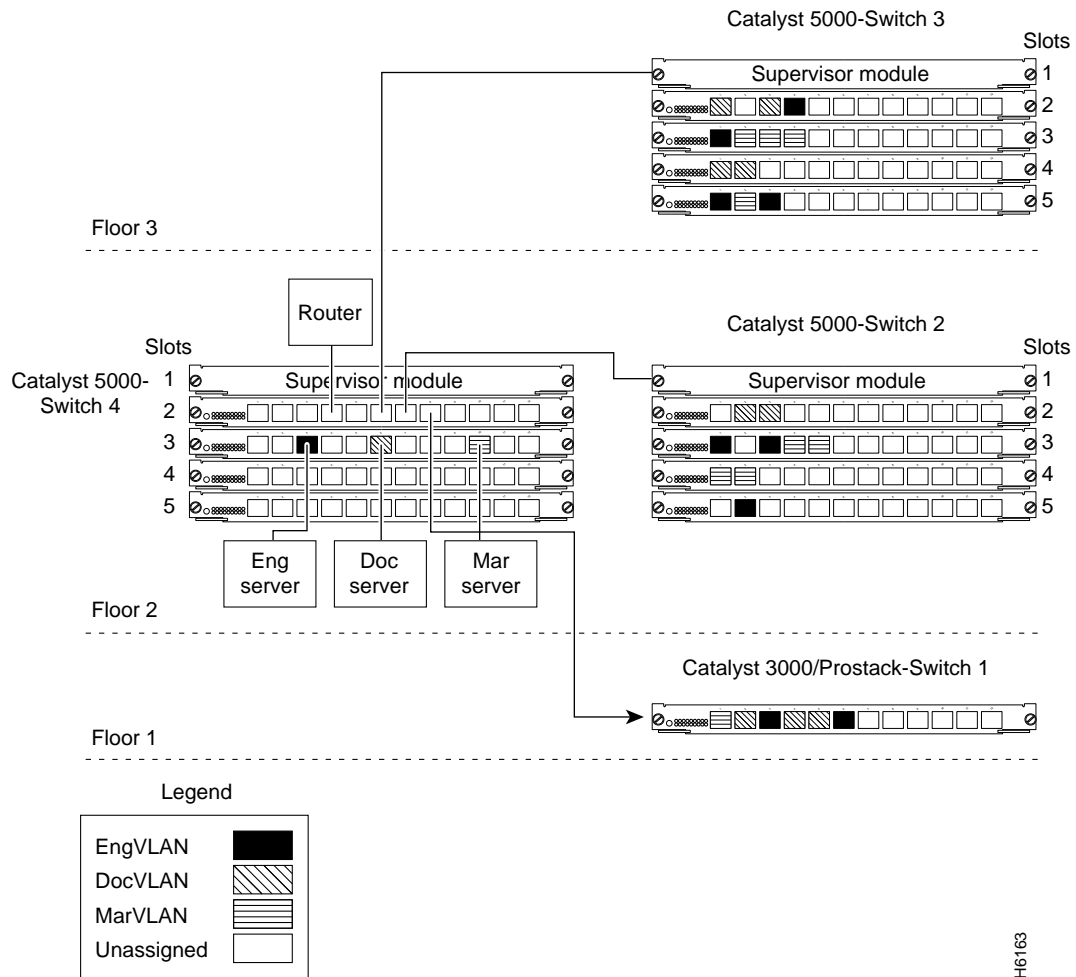 Catalyst 5000-Switch 3
Slots
Supervisor module
1
2
3
4
5
Floor 3
Router
Catalyst 5000-Switch 2
Slots
Slots
Catalyst 5000-
Switch 4
1
Supervisor module
2
3
4
5
Supervisor module
1
2
3
4
5
Eng
server
Doc
server
Mar
server
Floor 2
Catalyst 3000/Prostack-Switch 1
Floor 1
Legend
EngVLAN
DocVLAN
MarVLAN
Unassigned
H6163